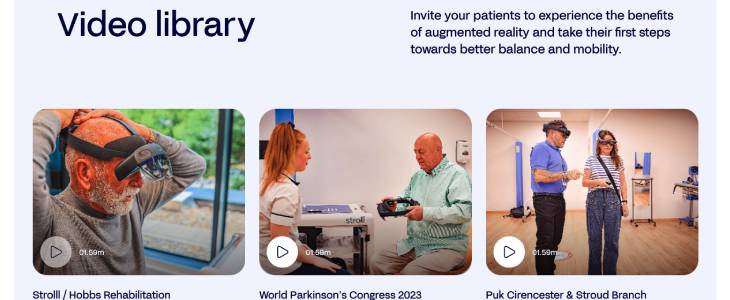 Video library
Invite your patients to experience the benefits
of augmented reality and take their first steps
towards better balance and mobility.
strolll
01.59m
01.59m
01.59m
Strolll / Hobbs Rehabilitation
World Parkinson's Congress 2023
Puk Cirencester & Stroud Branch